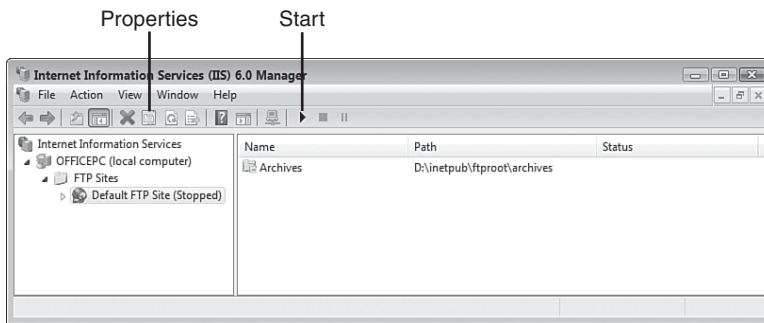 Properties Start
Internet Information Services (IIS) 6.0 Manager
File Action View Window Help
Internet Information Services
OFFICEPC (local computer)
FTP Sites
Default FTP Site (Stopped)
Name Path Status
Archives D:\inetpub\ftproot\archives